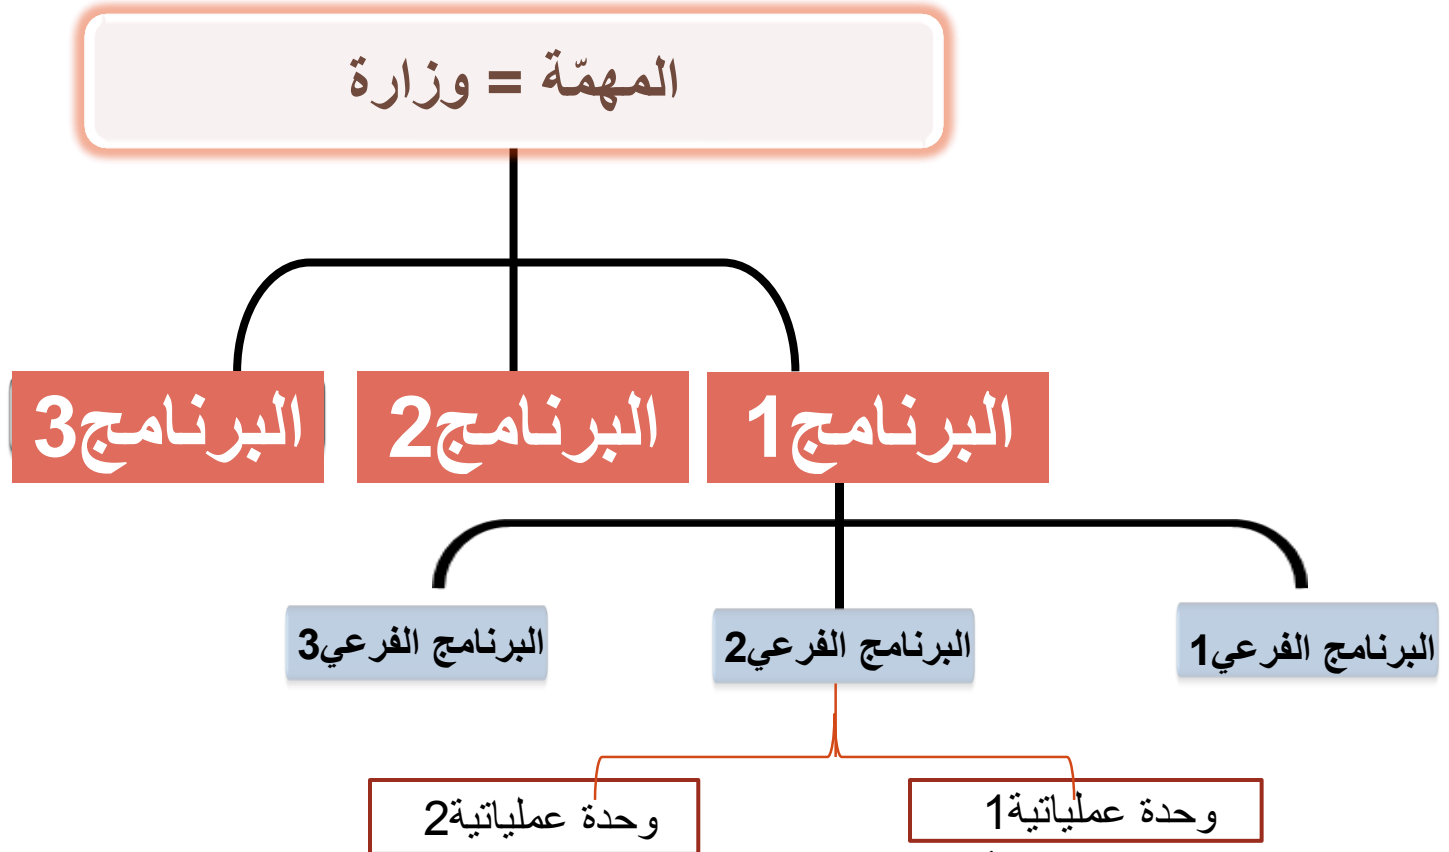 المهمّة = وزارة
البرنامج1
البرنامج2
البرنامج3
البرنامج الفرعي1
البرنامج الفرعي2
البرنامج الفرعي3
وحدة عملياتية1
وحدة عملياتية2